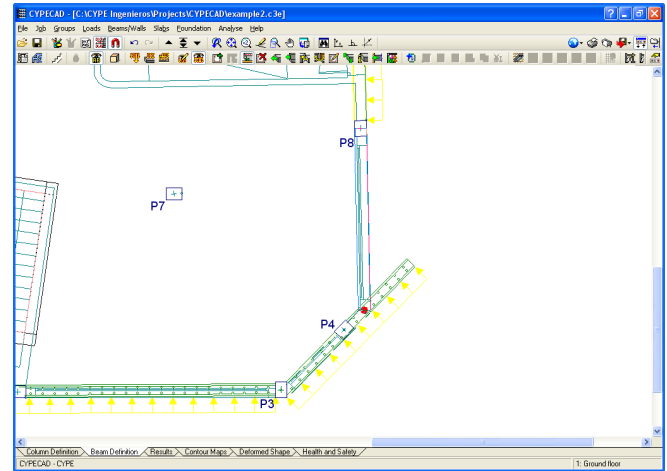 CYPECAD - [C:\CYPE Ingenieros\Projects\CYPECAD\example2.c3e]
File Job Groups Loads Beams/Walls Slabs Foundation Analyse Help
P8
P7
P4
P3
Column Definition Beam Definition Results Contour Maps Deformed Shape Health and Safety
CYPECAD - CYPE 1: Ground floor